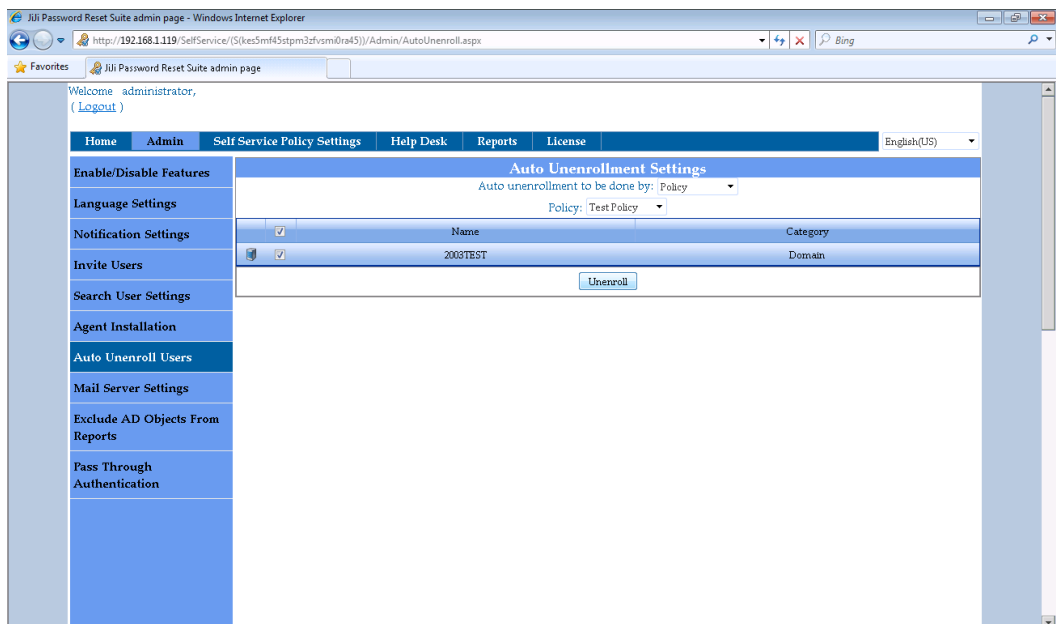 JiJi Password Reset Suite admin page - Windows Internet Explorer
http://192.168.1.119/SelfService/(S(kes5mf45stpm3zfvsmi0ra45))/Admin/AutoUnenroll.aspx
Bing
Favorites
JiJi Password Reset Suite admin page
Welcome administrator,
( Logout )
Home Admin Self Service Policy Settings Help Desk Reports License English(US)
Enable/Disable Features
Language Settings
Notification Settings
Invite Users
Search User Settings
Agent Installation
Auto Unenroll Users
Mail Server Settings
Exclude AD Objects From
Reports
Pass Through
Authentication
Auto Unenrollment Settings
Auto unenrollment to be done by: Policy
Policy: Test Policy
Name Category
2003TEST Domain
Unenroll